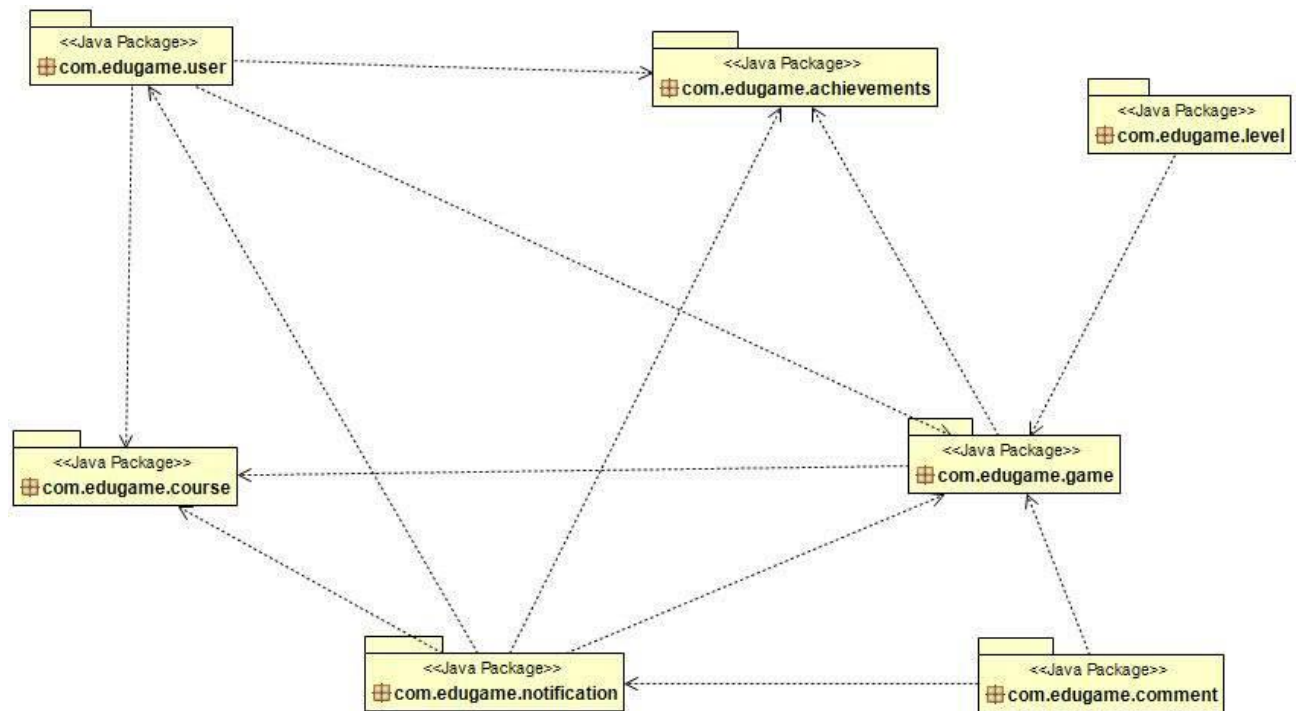 <<Java Package>>
com.edugame.user
<<Java Package>>
com.edugame.achievements
<<Java Package>>
com.edugame.level
<<Java Package>>
com.edugame.course
<<Java Package>>
com.edugame.game
<<Java Package>>
com.edugame.notification
<<Java Package>>
com.edugame.comment